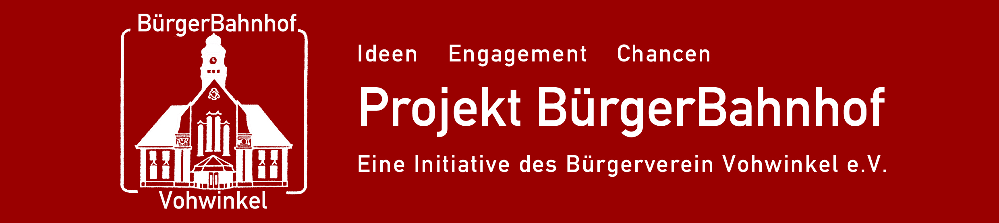 BürgerBahnhof
Vohwinkel
Ideen Engagement Chancen
Projekt BürgerBahnhof
Eine Initiative des Bürgerverein Vohwinkel e.V.